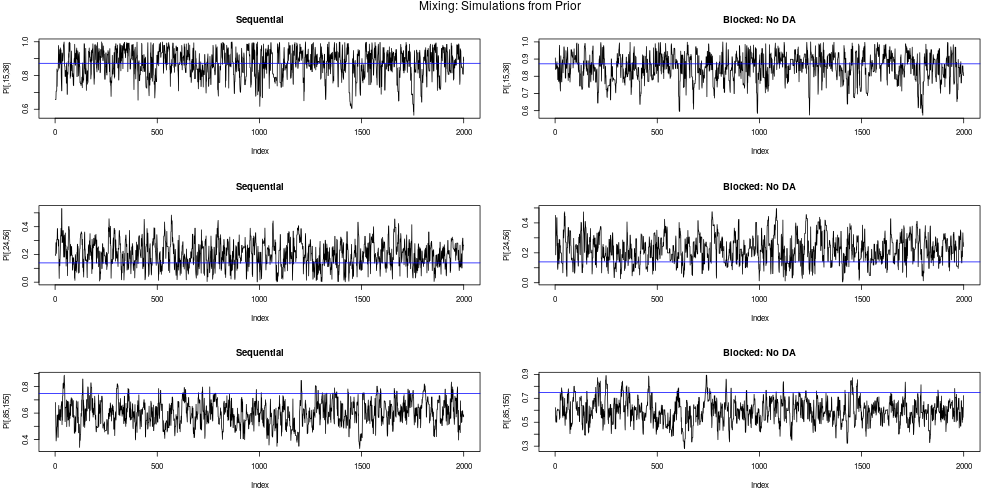 Mixing: Simulations from Prior
Sequential
Blocked: No DA
PI[,15,38]
1.0
0.8
0.6
0
500
1000
1500
2000
Index
PI[,15,38]
1.0
0.9
0.8
0.7
0.6
0
500
1000
1500
2000
Index
Sequential
Blocked: No DA
PI[,24,56]
0.4
0.2
0.0
0
500
1000
1500
2000
Index
PI[,24,56]
0.4
0.2
0.0
0
500
1000
1500
2000
Index
Sequential
Blocked: No DA
PI[,85,155]
0.8
0.6
0.4
0
500
1000
1500
2000
Index
PI[,85,155]
0.9
0.7
0.5
0.3
0
500
1000
1500
2000
Index